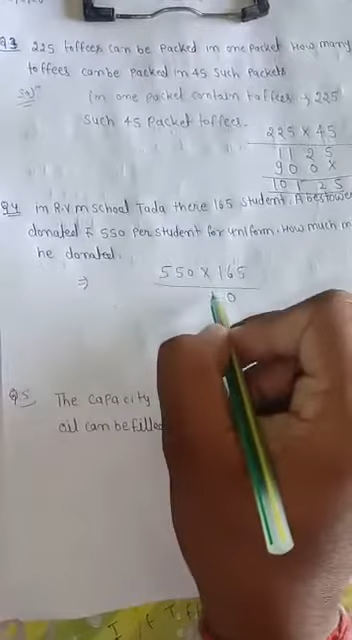 Q3 225 toffees can be packed in one packet How many
toffees can be packed in 45 such packets
Solⁿ in one packet contain toffees → 225
Such 45 Packet toffees.
225 × 45
1125
900×
10125
Q4 in R.V.M school Tada there 165 student. A bestower
donated ₹ 550 per student for uniform. How much m
he donated.
⇒ 550 × 165
0
Q5 The capacity
oil can be filled